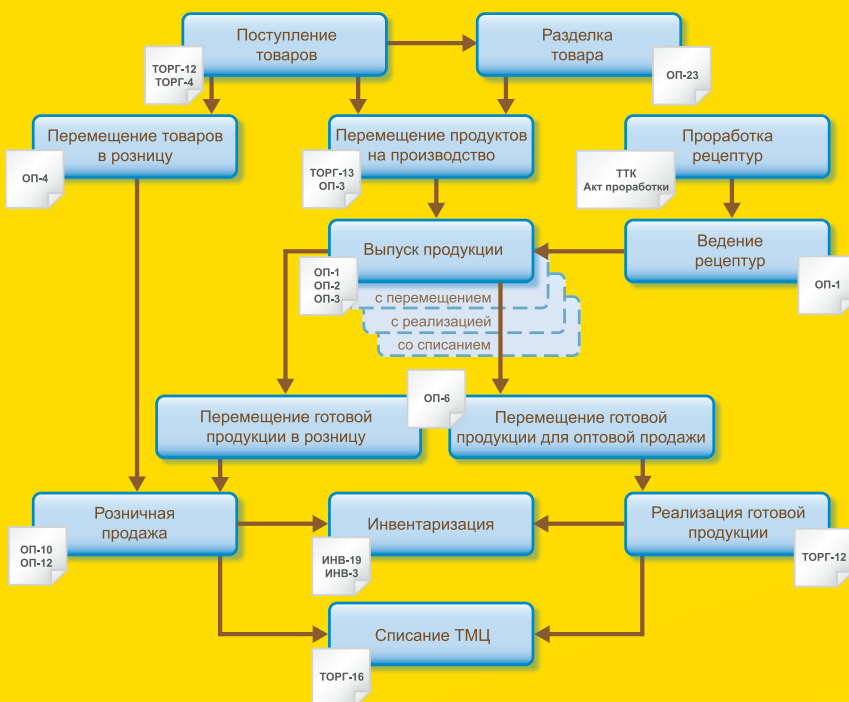 Поступление
товаров
Разделка
товара
ТОРГ-12
ТОРГ-4
ОП-23
Перемещение товаров
в розницу
Перемещение продуктов
на производство
Проработка
рецептур
ОП-4
ТОРГ-13
ОП-3
ТТК
Акт проработки
Выпуск продукции
Ведение
рецептур
ОП-1
ОП-2
ОП-3
ОП-1
с перемещением
с реализацией
со списанием
ОП-6
Перемещение готовой
продукции в розницу
Перемещение готовой
продукции для оптовой продажи
Розничная
продажа
Инвентаризация
Реализация готовой
продукции
ОП-10
ОП-12
ИНВ-19
ИНВ-3
ТОРГ-12
Списание ТМЦ
ТОРГ-16